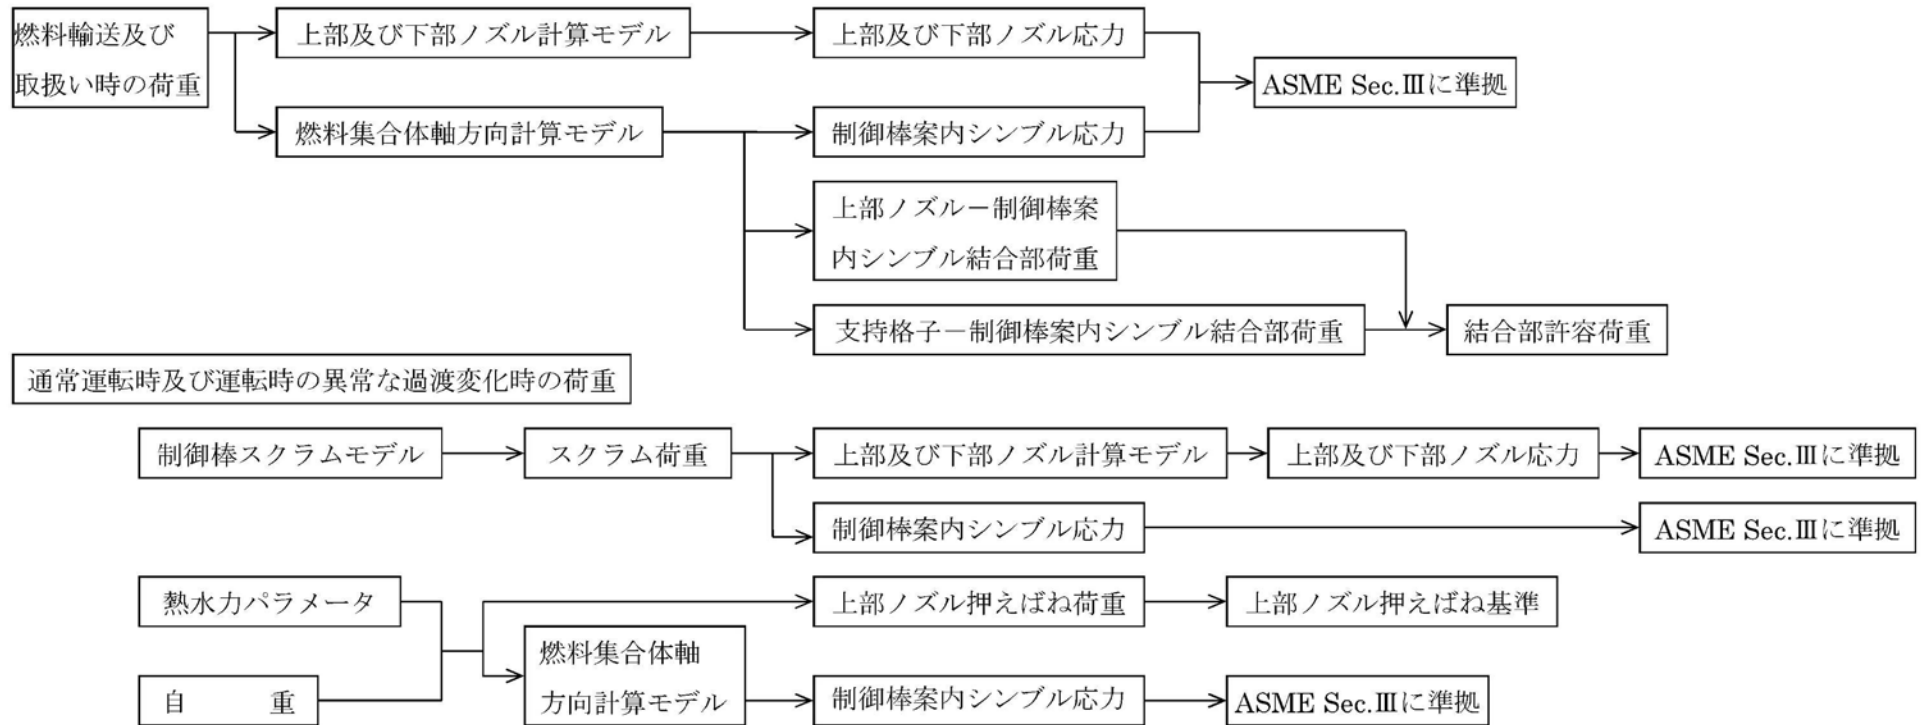 燃料輸送及び
取扱い時の荷重
上部及び下部ノズル計算モデル
上部及び下部ノズル応力
ASME Sec.Ⅲに準拠
燃料集合体軸方向計算モデル
制御棒案内シンブル応力
上部ノズル－制御棒案
内シンブル結合部荷重
支持格子－制御棒案内シンブル結合部荷重
結合部許容荷重
通常運転時及び運転時の異常な過渡変化時の荷重
制御棒スクラムモデル
スクラム荷重
上部及び下部ノズル計算モデル
上部及び下部ノズル応力
ASME Sec.Ⅲに準拠
制御棒案内シンブル応力
ASME Sec.Ⅲに準拠
熱水力パラメータ
上部ノズル押えばね荷重
上部ノズル押えばね基準
燃料集合体軸
方向計算モデル
自　　　重
制御棒案内シンブル応力
ASME Sec.Ⅲに準拠